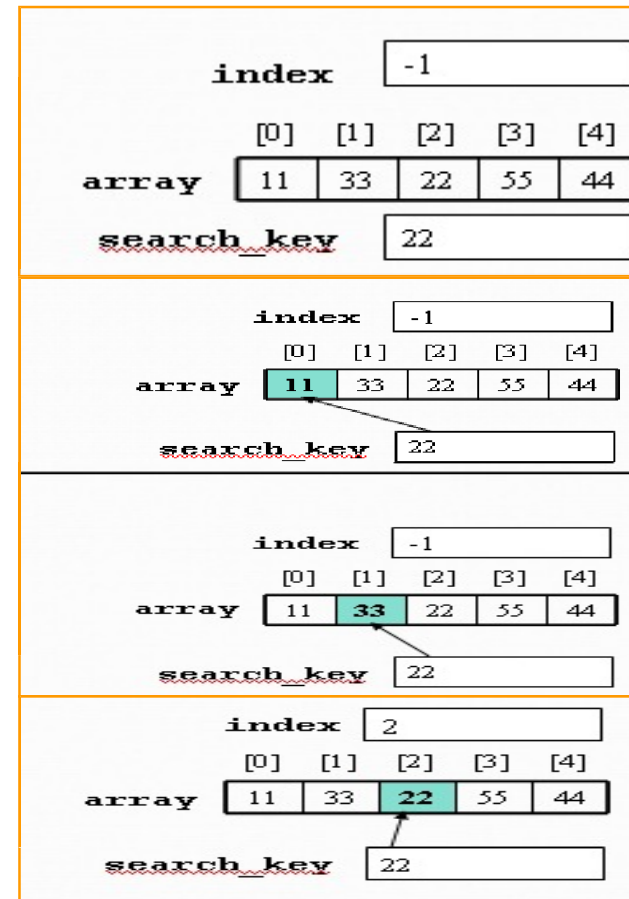 index -1
[0] [1] [2] [3] [4]
array 11 33 22 55 44
search_key 22
index -1
[0] [1] [2] [3] [4]
array 11 33 22 55 44
search_key 22
index -1
[0] [1] [2] [3] [4]
array 11 33 22 55 44
search_key 22
index 2
[0] [1] [2] [3] [4]
array 11 33 22 55 44
search_key 22